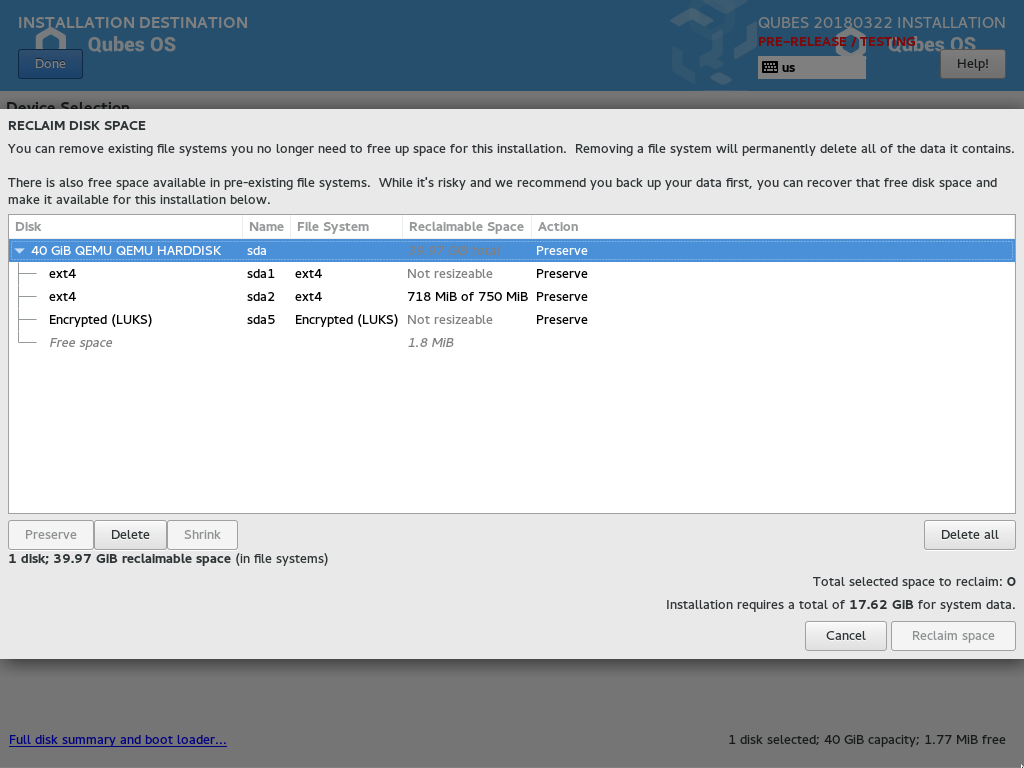 INSTALLATION DESTINATION
QUBES 20180322 INSTALLATION
Qubes OS
PRE-RELEASE / TESTING
Qubes OS
Done
us
Help!
Device Selection
RECLAIM DISK SPACE
You can remove existing file systems you no longer need to free up space for this installation. Removing a file system will permanently delete all of the data it contains.
There is also free space available in pre-existing file systems. While it's risky and we recommend you back up your data first, you can recover that free disk space and
make it available for this installation below.
Disk Name File System Reclaimable Space Action
40 GiB QEMU QEMU HARDDISK sda 39.97 GiB total Preserve
ext4 sda1 ext4 Not resizeable Preserve
ext4 sda2 ext4 718 MiB of 750 MiB Preserve
Encrypted (LUKS) sda5 Encrypted (LUKS) Not resizeable Preserve
Free space 1.8 MiB
Preserve Delete Shrink Delete all
1 disk; 39.97 GiB reclaimable space (in file systems)
Total selected space to reclaim: 0
Installation requires a total of 17.62 GiB for system data.
Cancel Reclaim space
Full disk summary and boot loader...
1 disk selected; 40 GiB capacity; 1.77 MiB free